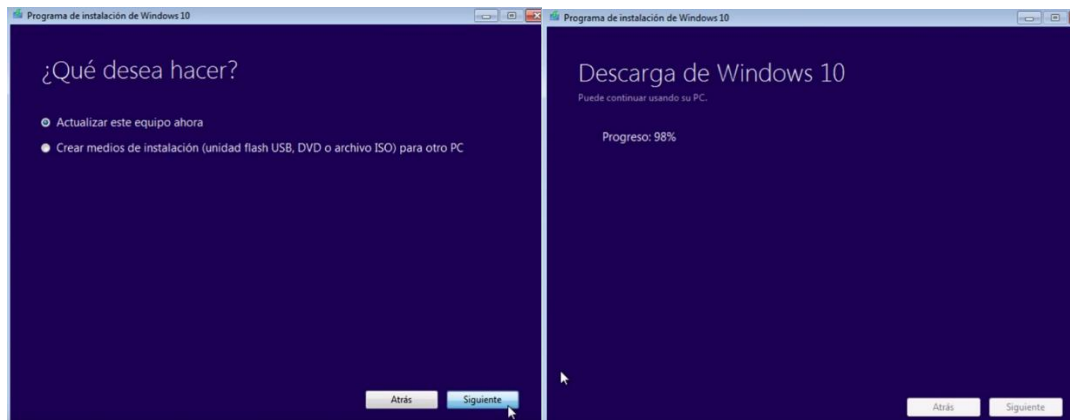 Programa de instalación de Windows 10
¿Qué desea hacer?
Actualizar este equipo ahora
Crear medios de instalación (unidad flash USB, DVD o archivo ISO) para otro PC
Atrás
Siguiente
Programa de instalación de Windows 10
Descarga de Windows 10
Puede continuar usando su PC.
Progreso: 98%
Atrás
Siguiente